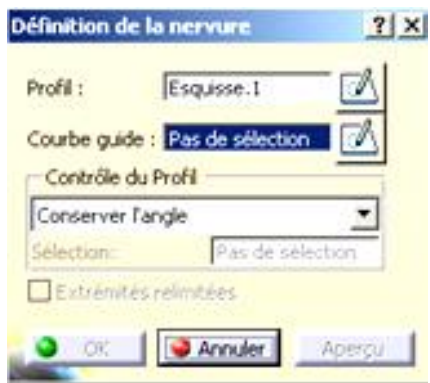 Définition de la nervure
Profil : Esquisse.1
Courbe guide : Pas de sélection
Contrôle du Profil
Conserver l'angle
Sélection: Pas de sélection
Extrémités relimitées
OK Annuler Aperçu